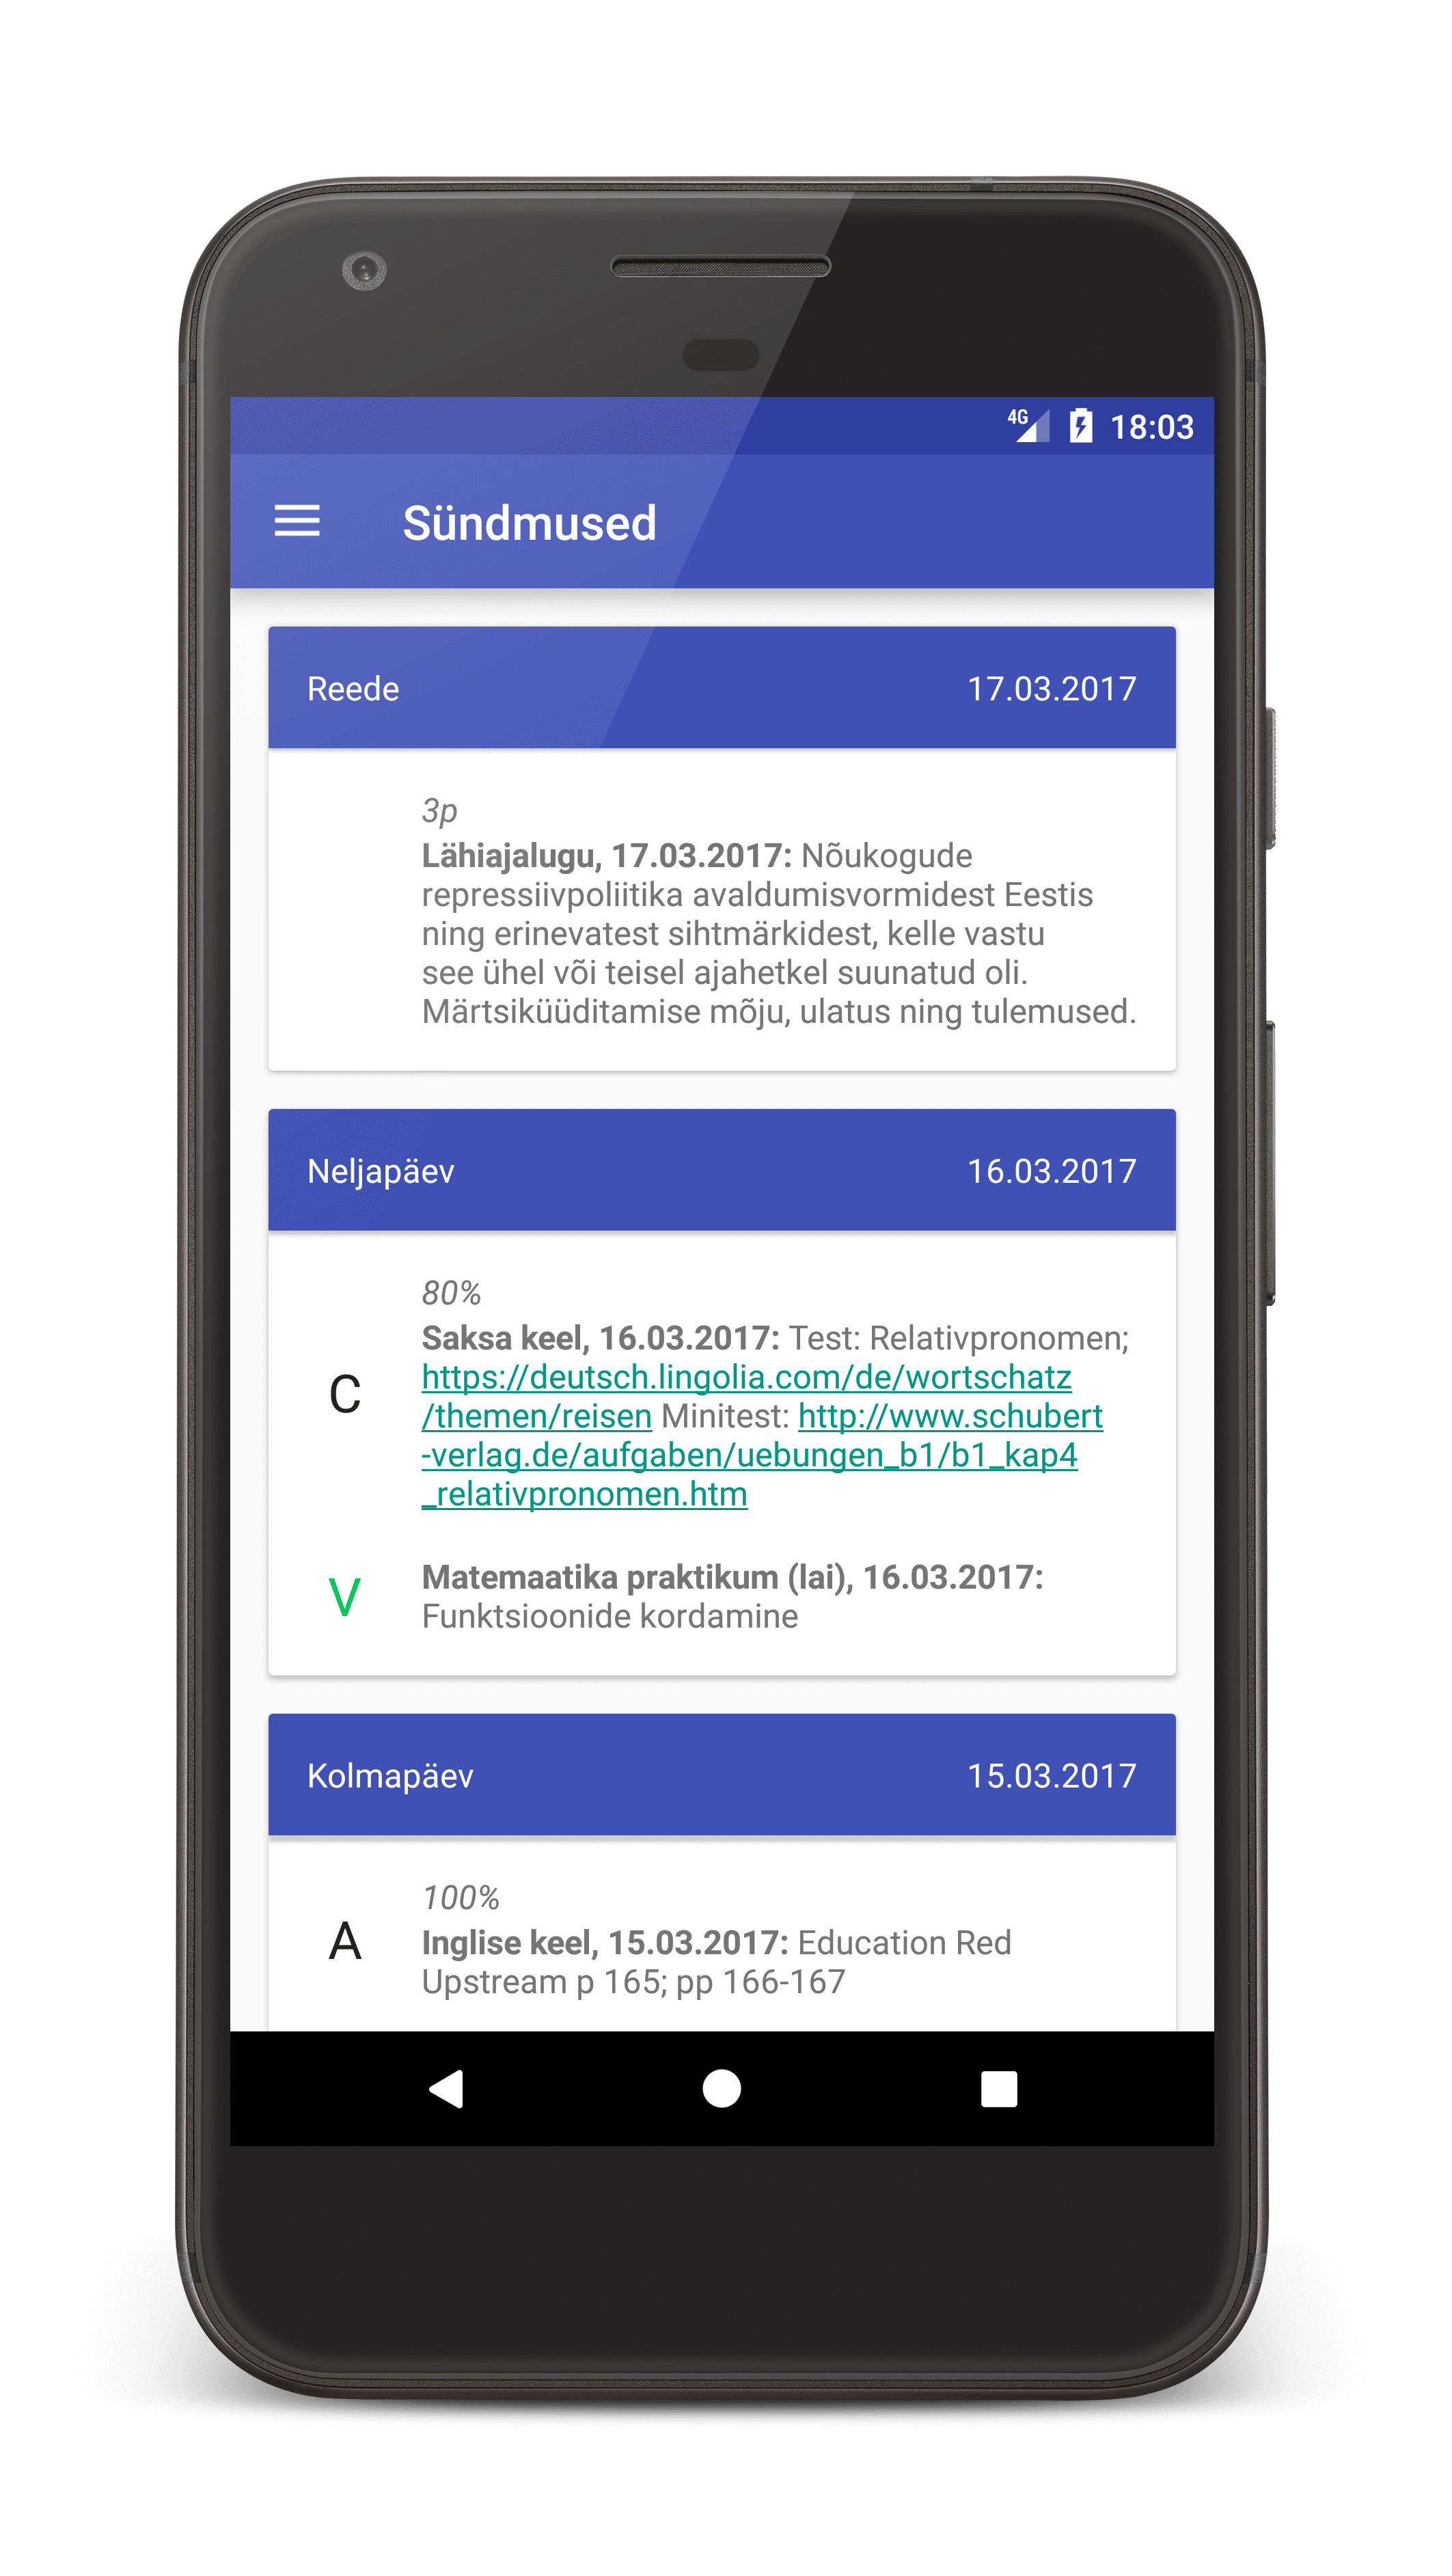 4G 18:03
Sündmused
Reede 17.03.2017
3p
Lähiajalugu, 17.03.2017: Nõukogude
repressiivpoliitika avaldumisvormidest Eestis
ning erinevatest sihtmärkidest, kelle vastu
see ühel või teisel ajahetkel suunatud oli.
Märtsiküüditamise mõju, ulatus ning tulemused.
Neljapäev 16.03.2017
80%
Saksa keel, 16.03.2017: Test: Relativpronomen;
https://deutsch.lingolia.com/de/wortschatz
C
/themen/reisen Minitest: http://www.schubert
-verlag.de/aufgaben/uebungen_b1/b1_kap4
_relativpronomen.htm
V
Matemaatika praktikum (lai), 16.03.2017:
Funktsioonide kordamine
Kolmapäev 15.03.2017
100%
A
Inglise keel, 15.03.2017: Education Red
Upstream p 165; pp 166-167